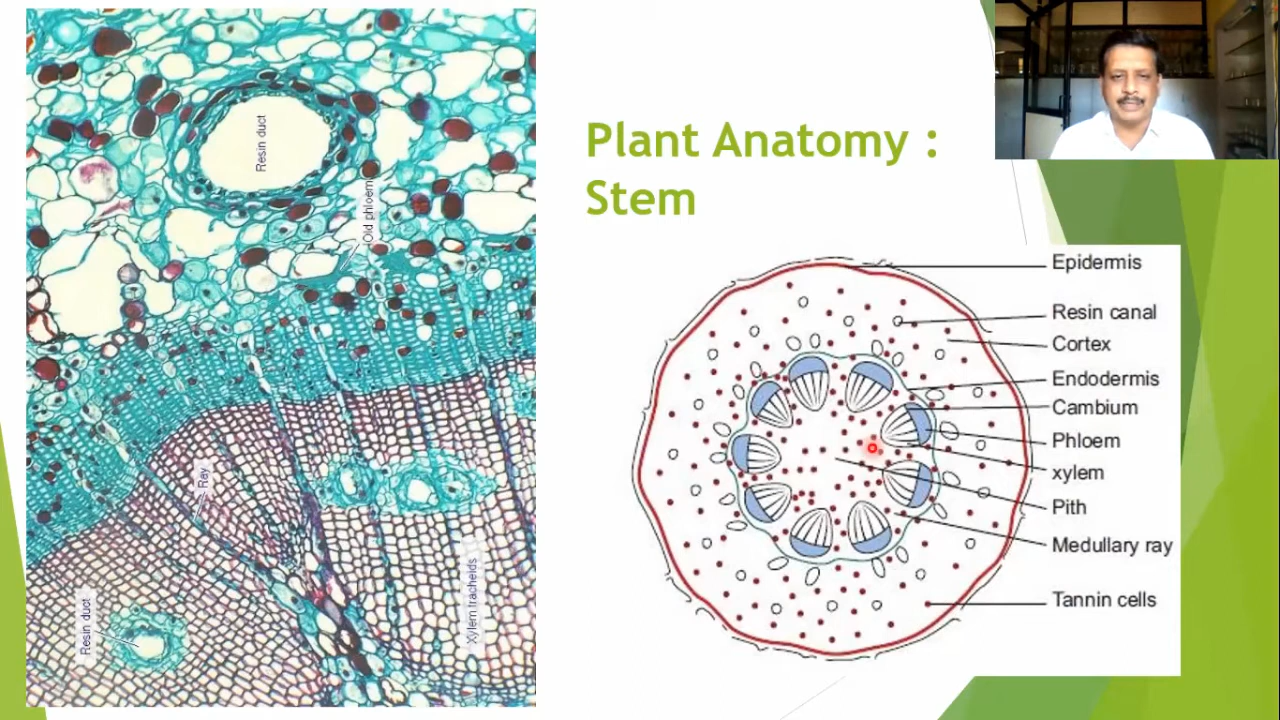 Plant Anatomy :
Stem
Resin duct
Old phloem
Ray
Resin duct
Xylem tracheids
Epidermis
Resin canal
Cortex
Endodermis
Cambium
Phloem
xylem
Pith
Medullary ray
Tannin cells